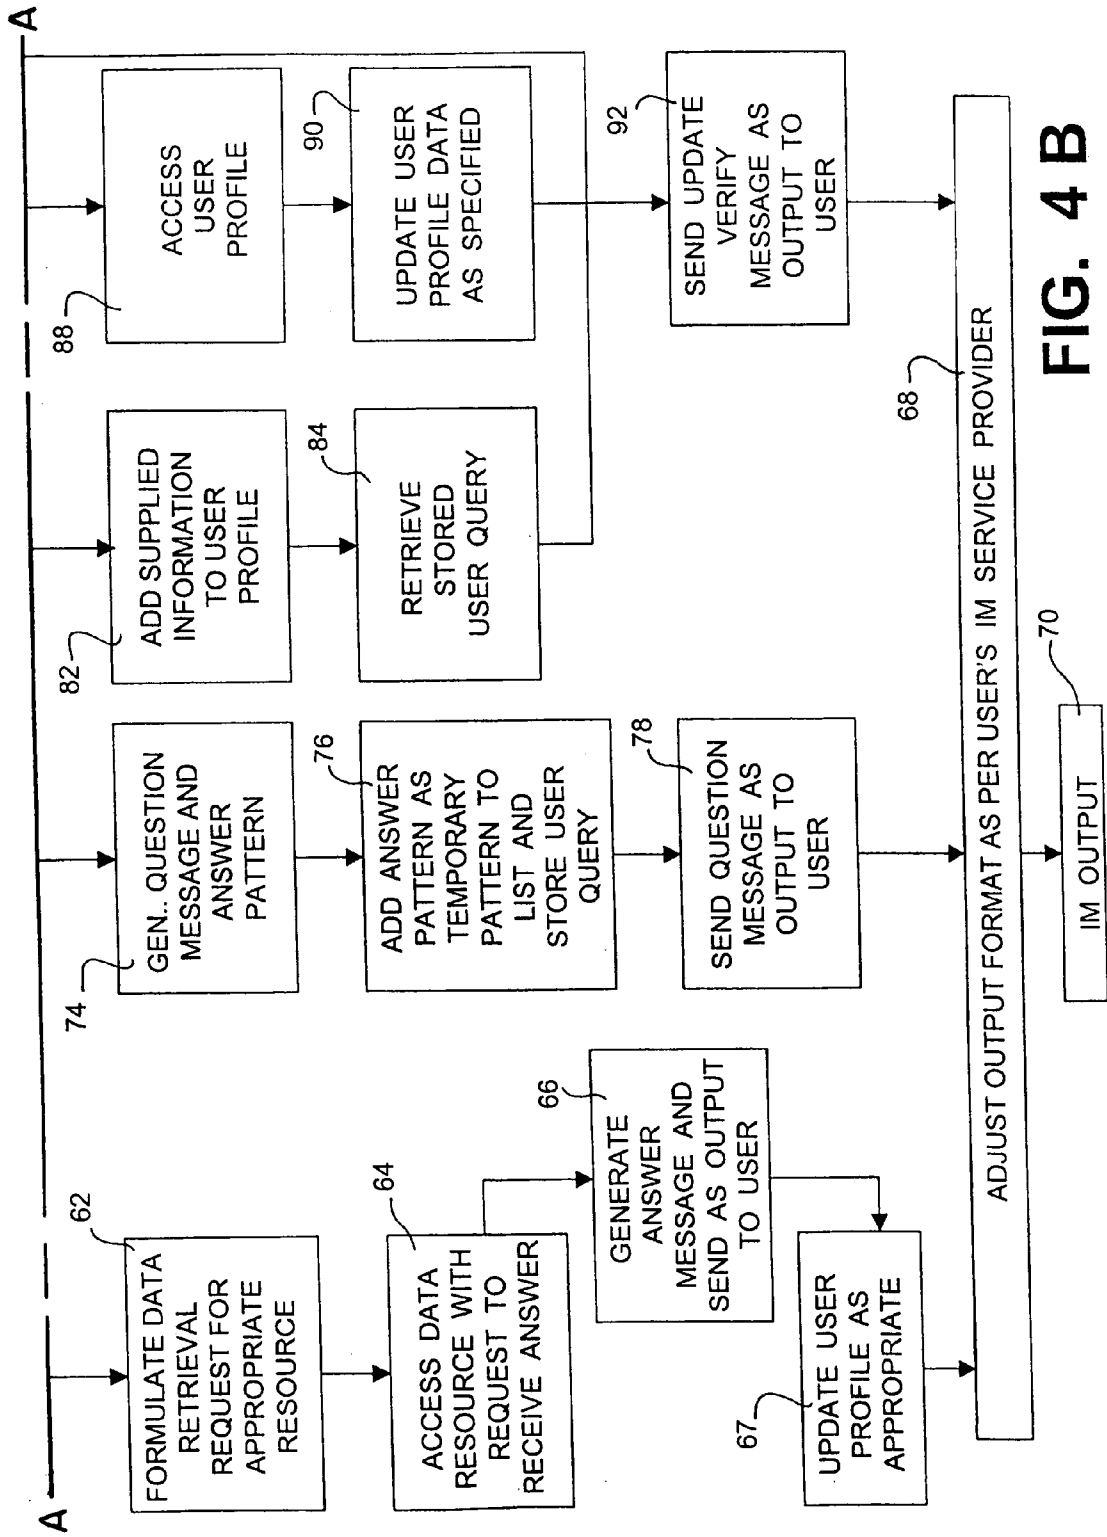 A
A
62
FORMULATE DATA
RETRIEVAL
REQUEST FOR
APPROPRIATE
RESOURCE
64
ACCESS DATA
RESOURCE WITH
REQUEST TO
RECEIVE ANSWER
66
GENERATE
ANSWER
MESSAGE AND
SEND AS OUTPUT
TO USER
67
UPDATE USER
PROFILE AS
APPROPRIATE
74
GEN.. QUESTION
MESSAGE AND
ANSWER
PATTERN
76
ADD ANSWER
PATTERN AS
TEMPORARY
PATTERN TO
LIST AND
STORE USER
QUERY
78
SEND QUESTION
MESSAGE AS
OUTPUT TO
USER
82
ADD SUPPLIED
INFORMATION
TO USER
PROFILE
84
RETRIEVE
STORED
USER QUERY
88
ACCESS
USER
PROFILE
90
UPDATE USER
PROFILE DATA
AS SPECIFIED
92
SEND UPDATE
VERIFY
MESSAGE AS
OUTPUT TO
USER
68
ADJUST OUTPUT FORMAT AS PER USER'S IM SERVICE PROVIDER
70
IM OUTPUT
FIG. 4 B